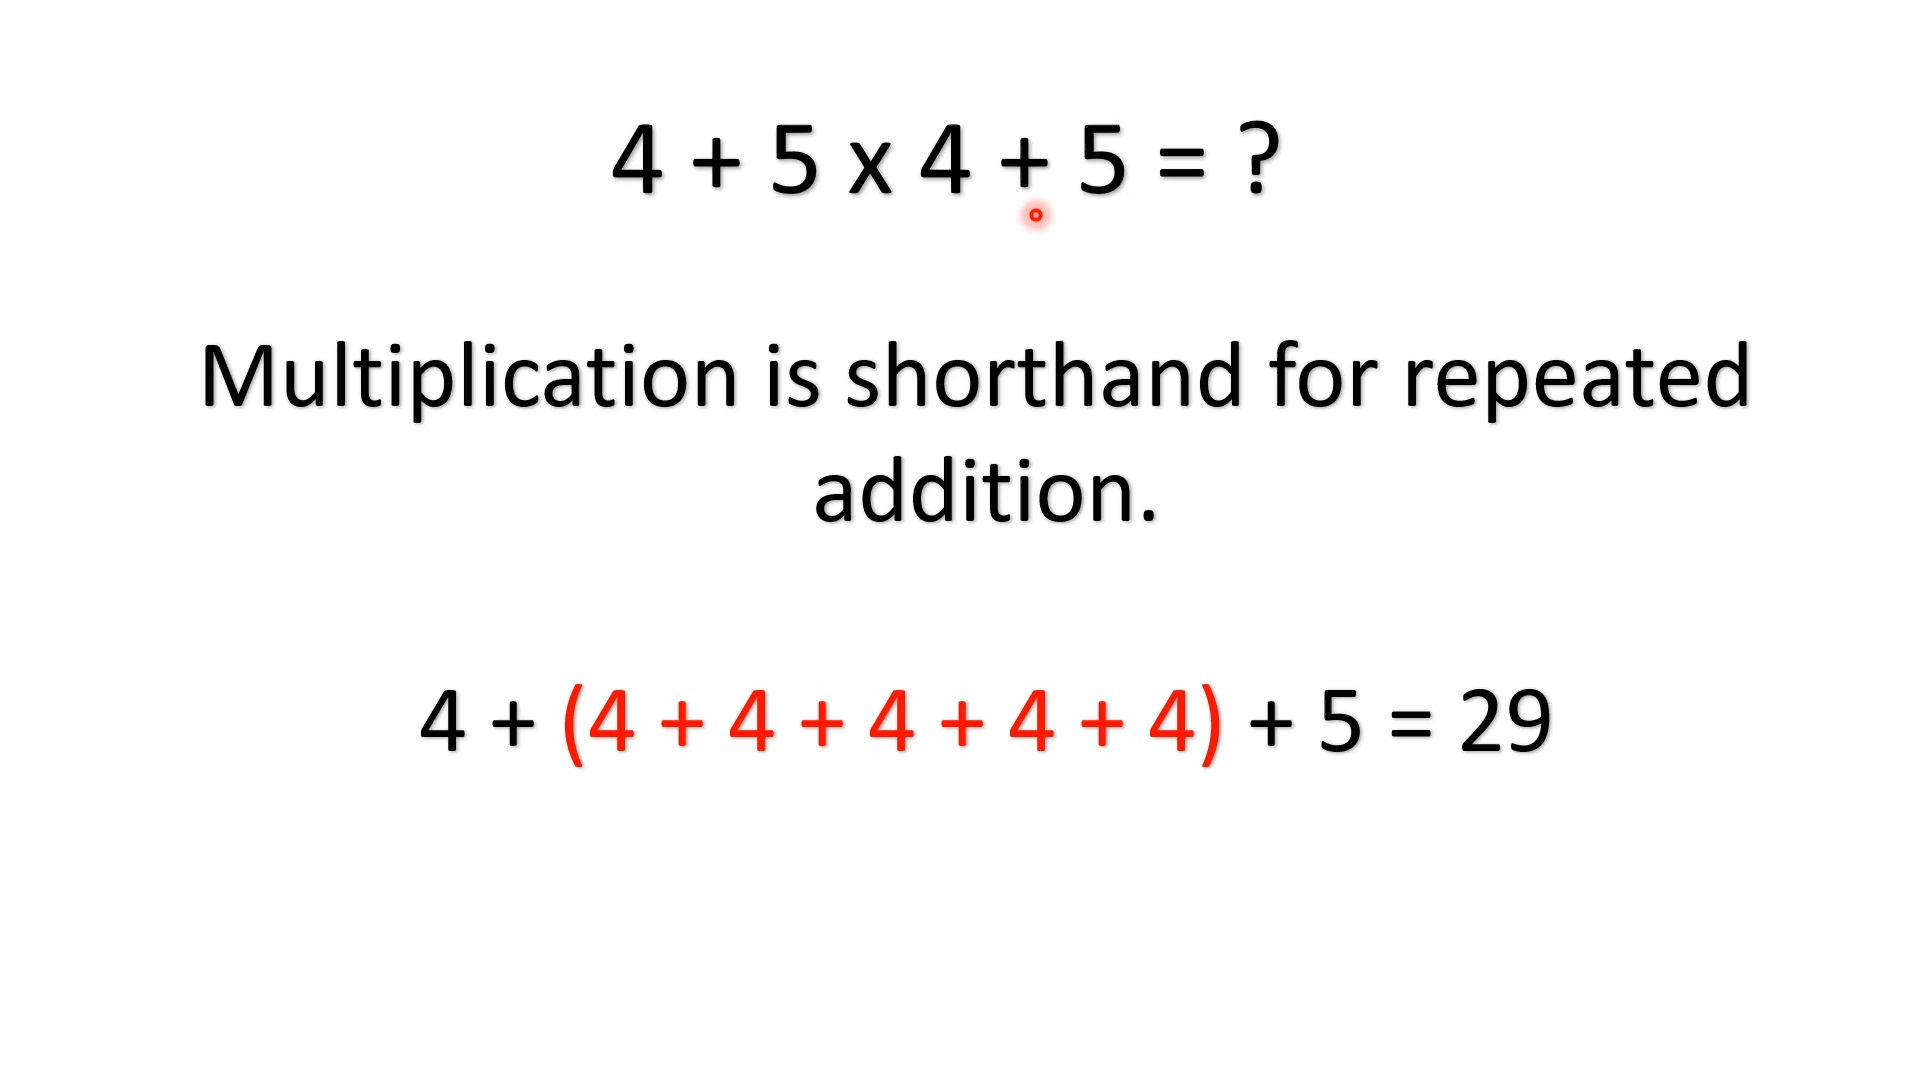 4 + 5 x 4 + 5 = ?
Multiplication is shorthand for repeated
addition.
4 + (4 + 4 + 4 + 4 + 4) + 5 = 29